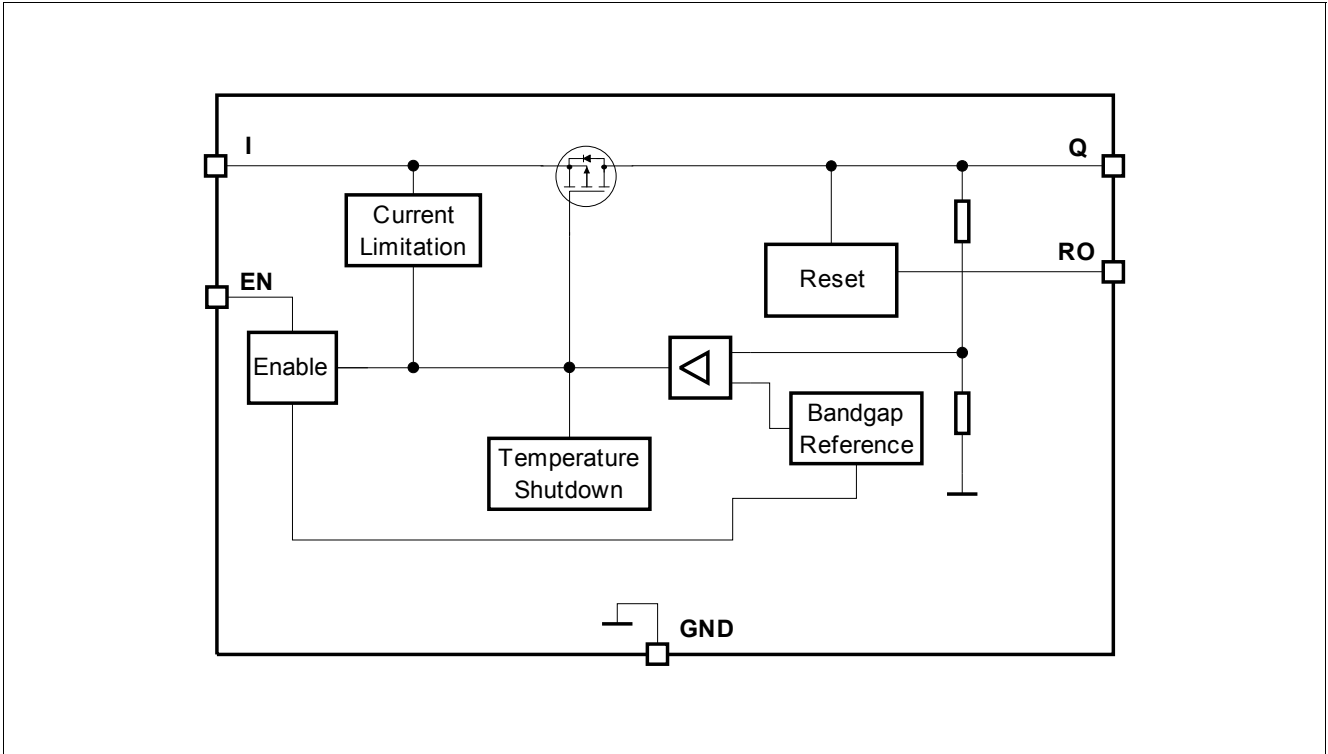 I
Q
Current
Limitation
RO
EN
Reset
Enable
Bandgap
Reference
Temperature
Shutdown
GND